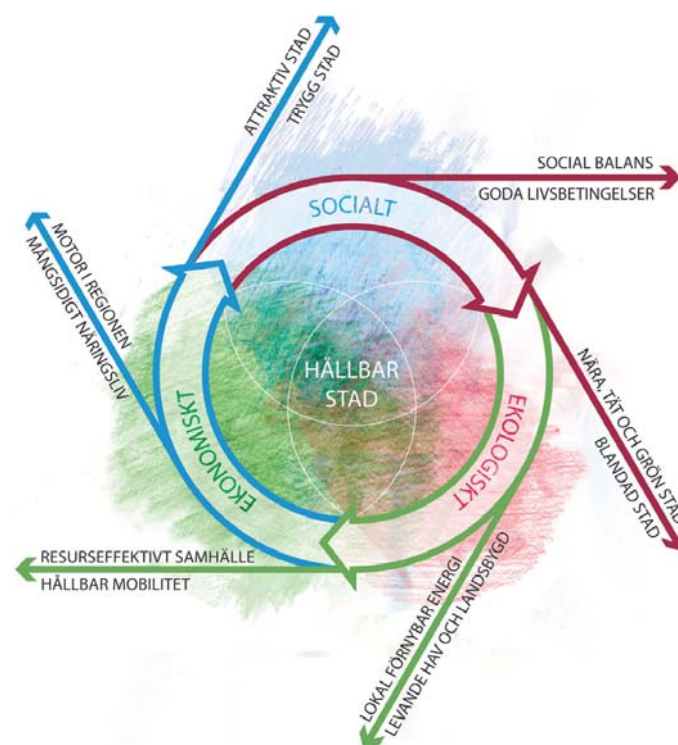 ATTRAKTIV STAD
TRYGG STAD
SOCIAL BALANS
GODA LIVSBETINGELSER
SOCIALT
MOTOR I REGIONEN
MÅNGSIDIGT NÄRINGSLIV
HÅLLBAR
STAD
EKONOMISKT
EKOLOGISKT
NÄRA, TÄT OCH GRÖN STAD
BLANDAD STAD
RESURSEFFEKTIVT SAMHÄLLE
HÅLLBAR MOBILITET
LOKAL FÖRNYBAR ENERGI
LEVANDE HAV OCH LANDSBYGD